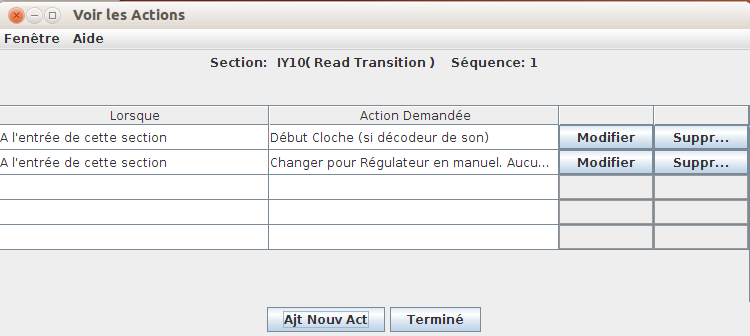 Voir les Actions
Fenêtre Aide
Section: IY10( Read Transition ) Séquence: 1
Lorsque Action Demandée
A l'entrée de cette section Début Cloche (si décodeur de son) Modifier Suppr...
A l'entrée de cette section Changer pour Régulateur en manuel. Aucu... Modifier Suppr...
Ajt Nouv Act Terminé